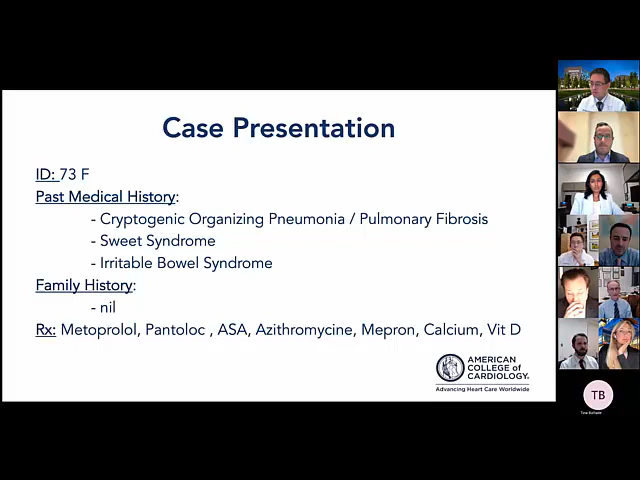 Case Presentation
ID: 73 F
Past Medical History:
- Cryptogenic Organizing Pneumonia / Pulmonary Fibrosis
- Sweet Syndrome
- Irritable Bowel Syndrome
Family History:
- nil
Rx: Metoprolol, Pantoloc , ASA, Azithromycine, Mepron, Calcium, Vit D
AMERICAN
COLLEGE of
CARDIOLOGY
Advancing Heart Care Worldwide
TB